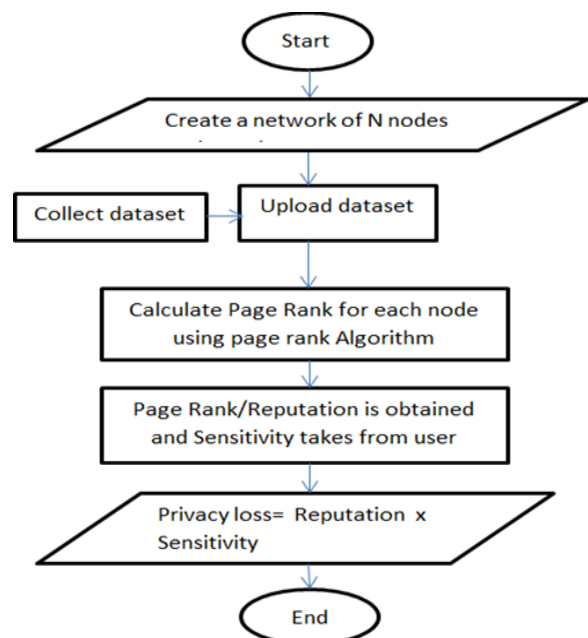 Start
Create a network of N nodes
Collect dataset
Upload dataset
Calculate Page Rank for each node
using page rank Algorithm
Page Rank/Reputation is obtained
and Sensitivity takes from user
Privacy loss= Reputation x
Sensitivity
End